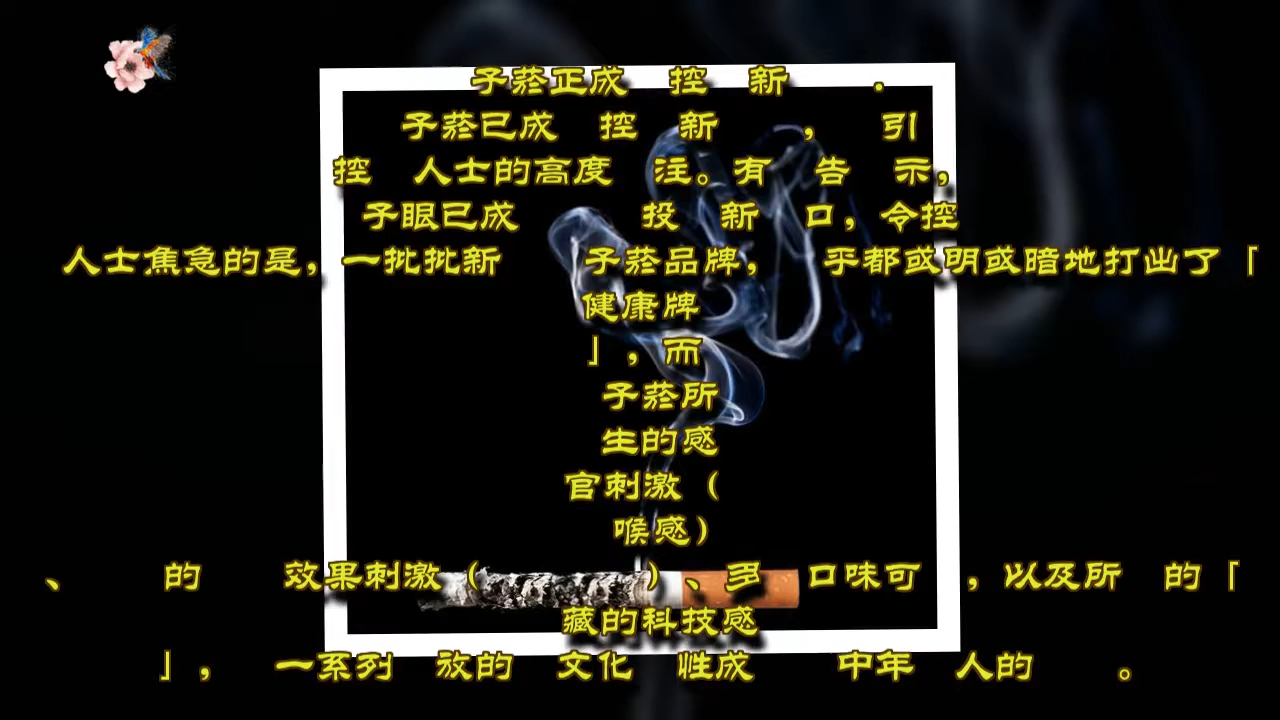 子菸正成 控 新 .
子菸已成 控 新 , 引
控 人士的高度 注。有 告 示,
子眼已成 投 新 口,令控
人士焦急的是,一批批新 子菸品牌, 乎都或明或暗地打出了「
健康牌
」,而
子菸所
生的感
官刺激(
喉感)
、 的 效果刺激( )、多 口味可 ,以及所 的「
藏的科技感
」, 一系列 放的 文化 性成 中年 人的 。